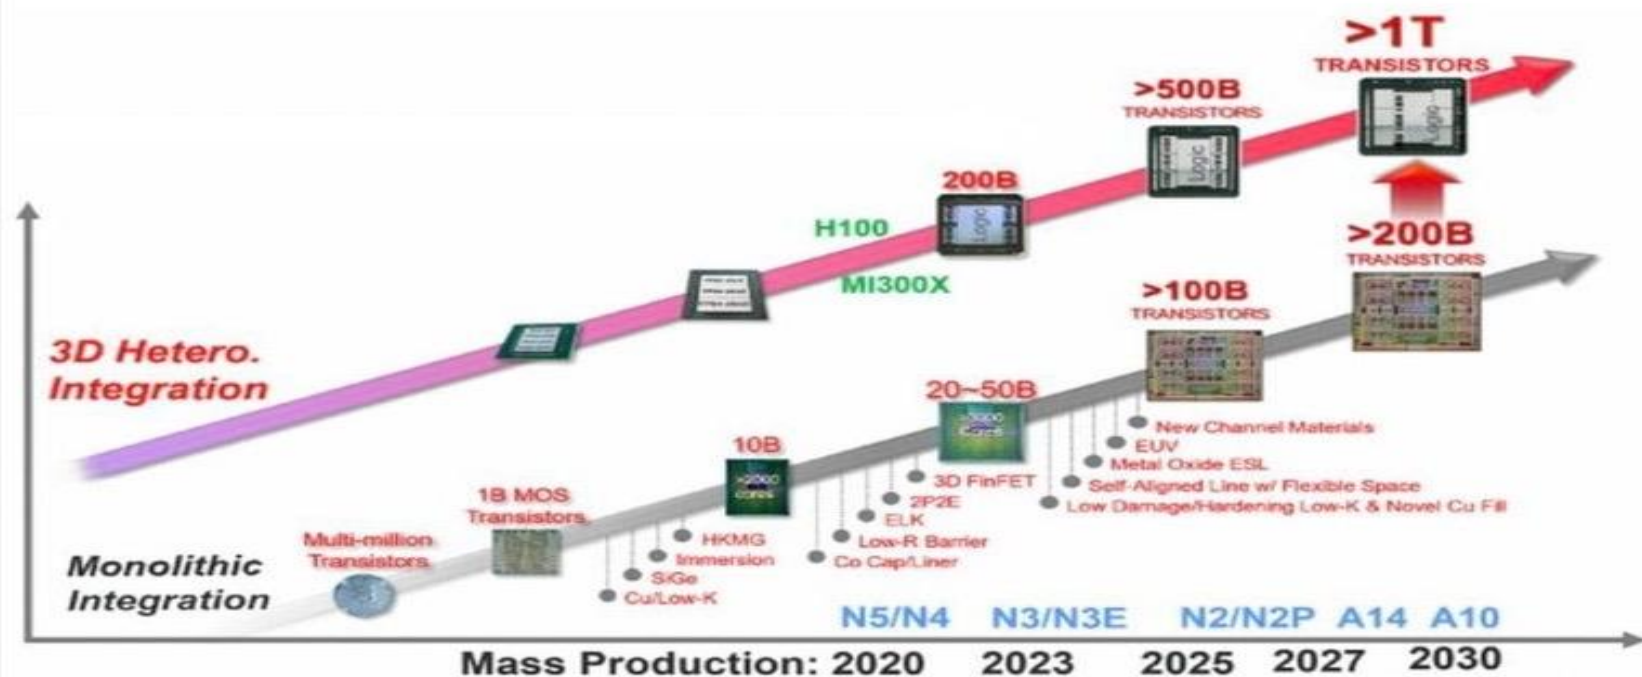 >1T
TRANSISTORS
>500B
TRANSISTORS
Logic
Logic
200B
Logic
H100
MI300X
>200B
TRANSISTORS
>100B
TRANSISTORS
3D Hetero.
Integration
20~50B
10B
1B MOS
Transistors
Multi-million
Transistors
Monolithic
Integration
New Channel Materials
EUV
Metal Oxide ESL
Self-Aligned Line w/ Flexible Space
Low Damage/Hardening Low-K & Novel Cu Fill
3D FinFET
2P2E
ELK
Low-R Barrier
Co Cap/Liner
HKMG
Immersion
SiGe
Cu/Low-K
N5/N4 N3/N3E N2/N2P A14 A10
Mass Production: 2020 2023 2025 2027 2030